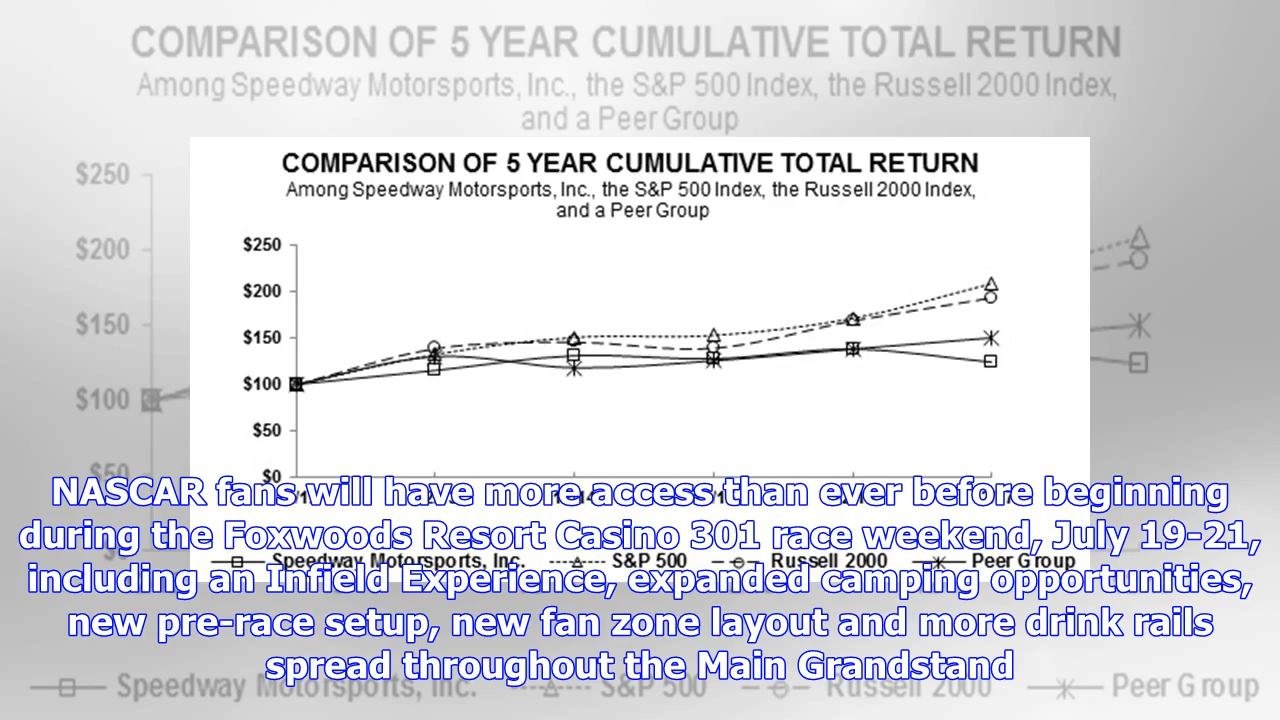 COMPARISON OF 5 YEAR CUMULATIVE TOTAL RETURN
Among Speedway Motorsports, Inc., the S&P 500 Index, the Russell 2000 Index,
and a Peer Group
COMPARISON OF 5 YEAR CUMULATIVE TOTAL RETURN
Among Speedway Motorsports, Inc., the S&P 500 Index, the Russell 2000 Index,
and a Peer Group
$250
$200
$150
$100
$50
$0
$250
$200
$150
$100
$50
NASCAR fans will have more access than ever before beginning
during the Foxwoods Resort Casino 301 race weekend, July 19-21,
including an Infield Experience, expanded camping opportunities,
new pre-race setup, new fan zone layout and more drink rails
spread throughout the Main Grandstand
Speedway Motorsports, Inc. S&P 500 Russell 2000 Peer Group
Speedway Motorsports, Inc. S&P 500 Russell 2000 Peer Group